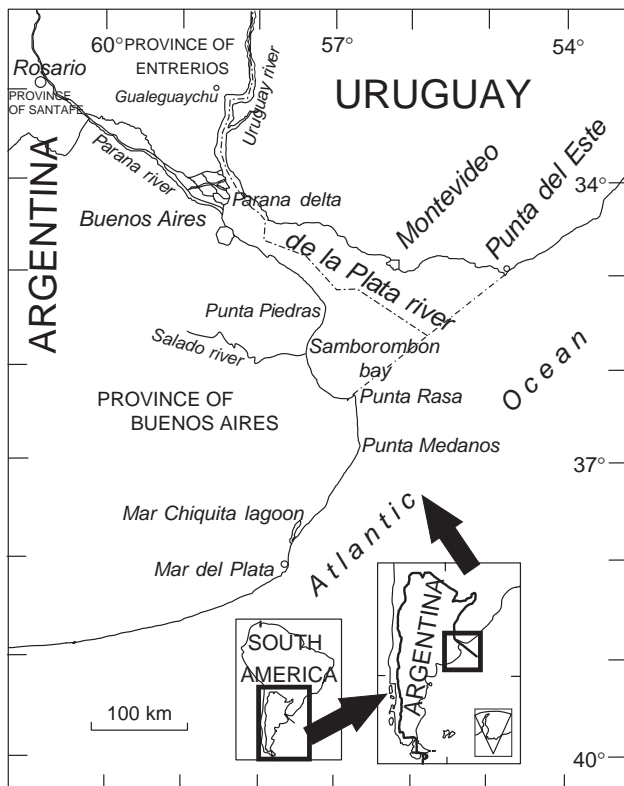 60° 57° 54°
PROVINCE OF
ENTRERIOS
Rosario
Gualeguaychú
URUGUAY
PROVINCE
OF SANTAFE
Uruguay river
ARGENTINA
Parana river
Montevideo
Punta del Este
34°
Parana delta
Buenos Aires
de la Plata river
Punta Piedras
Salado river
Samborombon
bay
Ocean
PROVINCE OF
BUENOS AIRES
Punta Rasa
Punta Medanos
37°
Mar Chiquita lagoon
Atlantic
Mar del Plata
SOUTH
AMERICA
ARGENTINA
100 km
40°